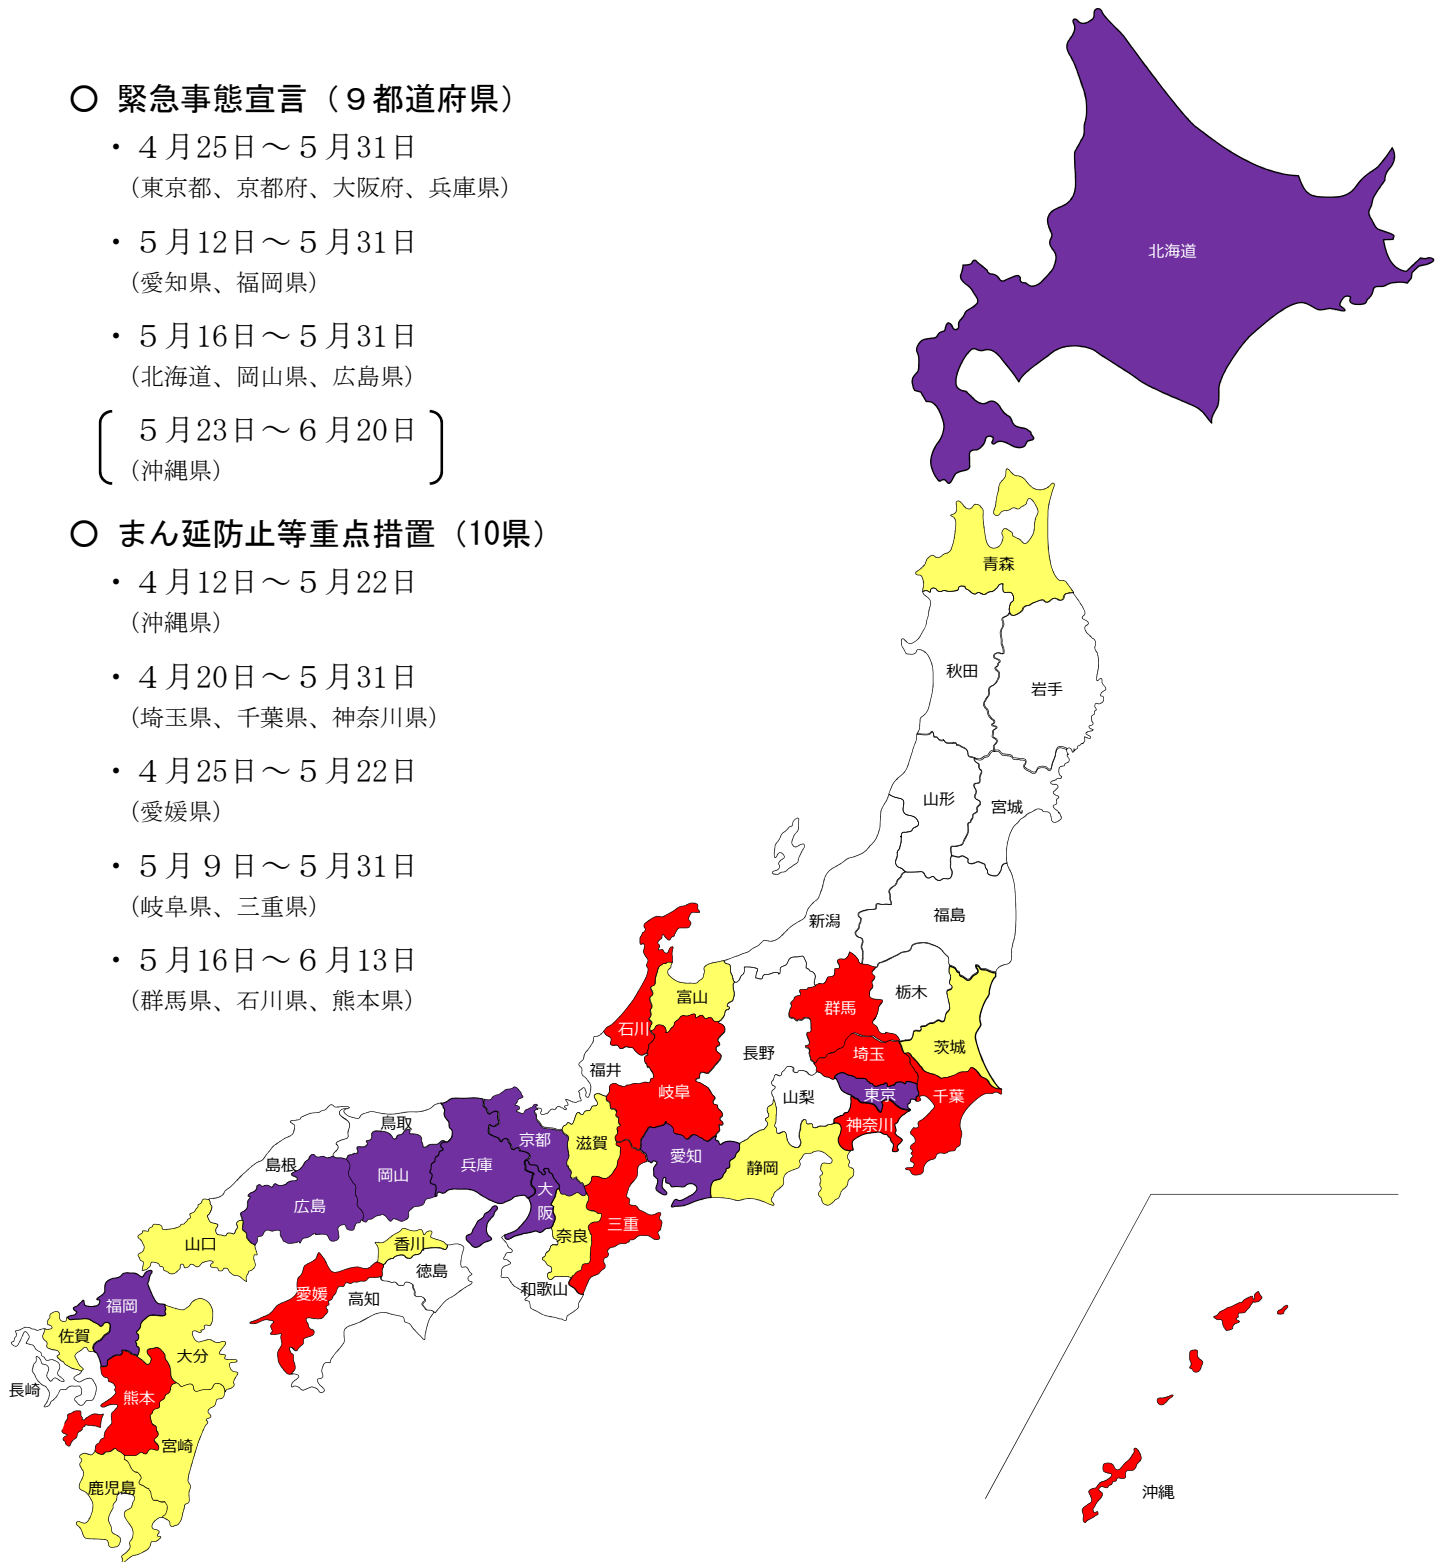 ○ 緊急事態宣言（９都道府県）
・４月25日～５月31日
（東京都、京都府、大阪府、兵庫県）
・５月12日～５月31日
（愛知県、福岡県）
・５月16日～５月31日
（北海道、岡山県、広島県）
５月23日～６月20日
（沖縄県）
○ まん延防止等重点措置（10県）
・４月12日～５月22日
（沖縄県）
・４月20日～５月31日
（埼玉県、千葉県、神奈川県）
・４月25日～５月22日
（愛媛県）
・５月９日～５月31日
（岐阜県、三重県）
・５月16日～６月13日
（群馬県、石川県、熊本県）
北海道
青森
秋田
岩手
山形
宮城
新潟
福島
富山
栃木
群馬
石川
茨城
長野
埼玉
福井
岐阜
東京
千葉
山梨
神奈川
鳥取
京都
滋賀
愛知
静岡
島根
兵庫
岡山
大
阪
広島
三重
奈良
山口
香川
徳島
和歌山
愛媛
高知
福岡
佐賀
大分
長崎
熊本
宮崎
鹿児島
沖縄